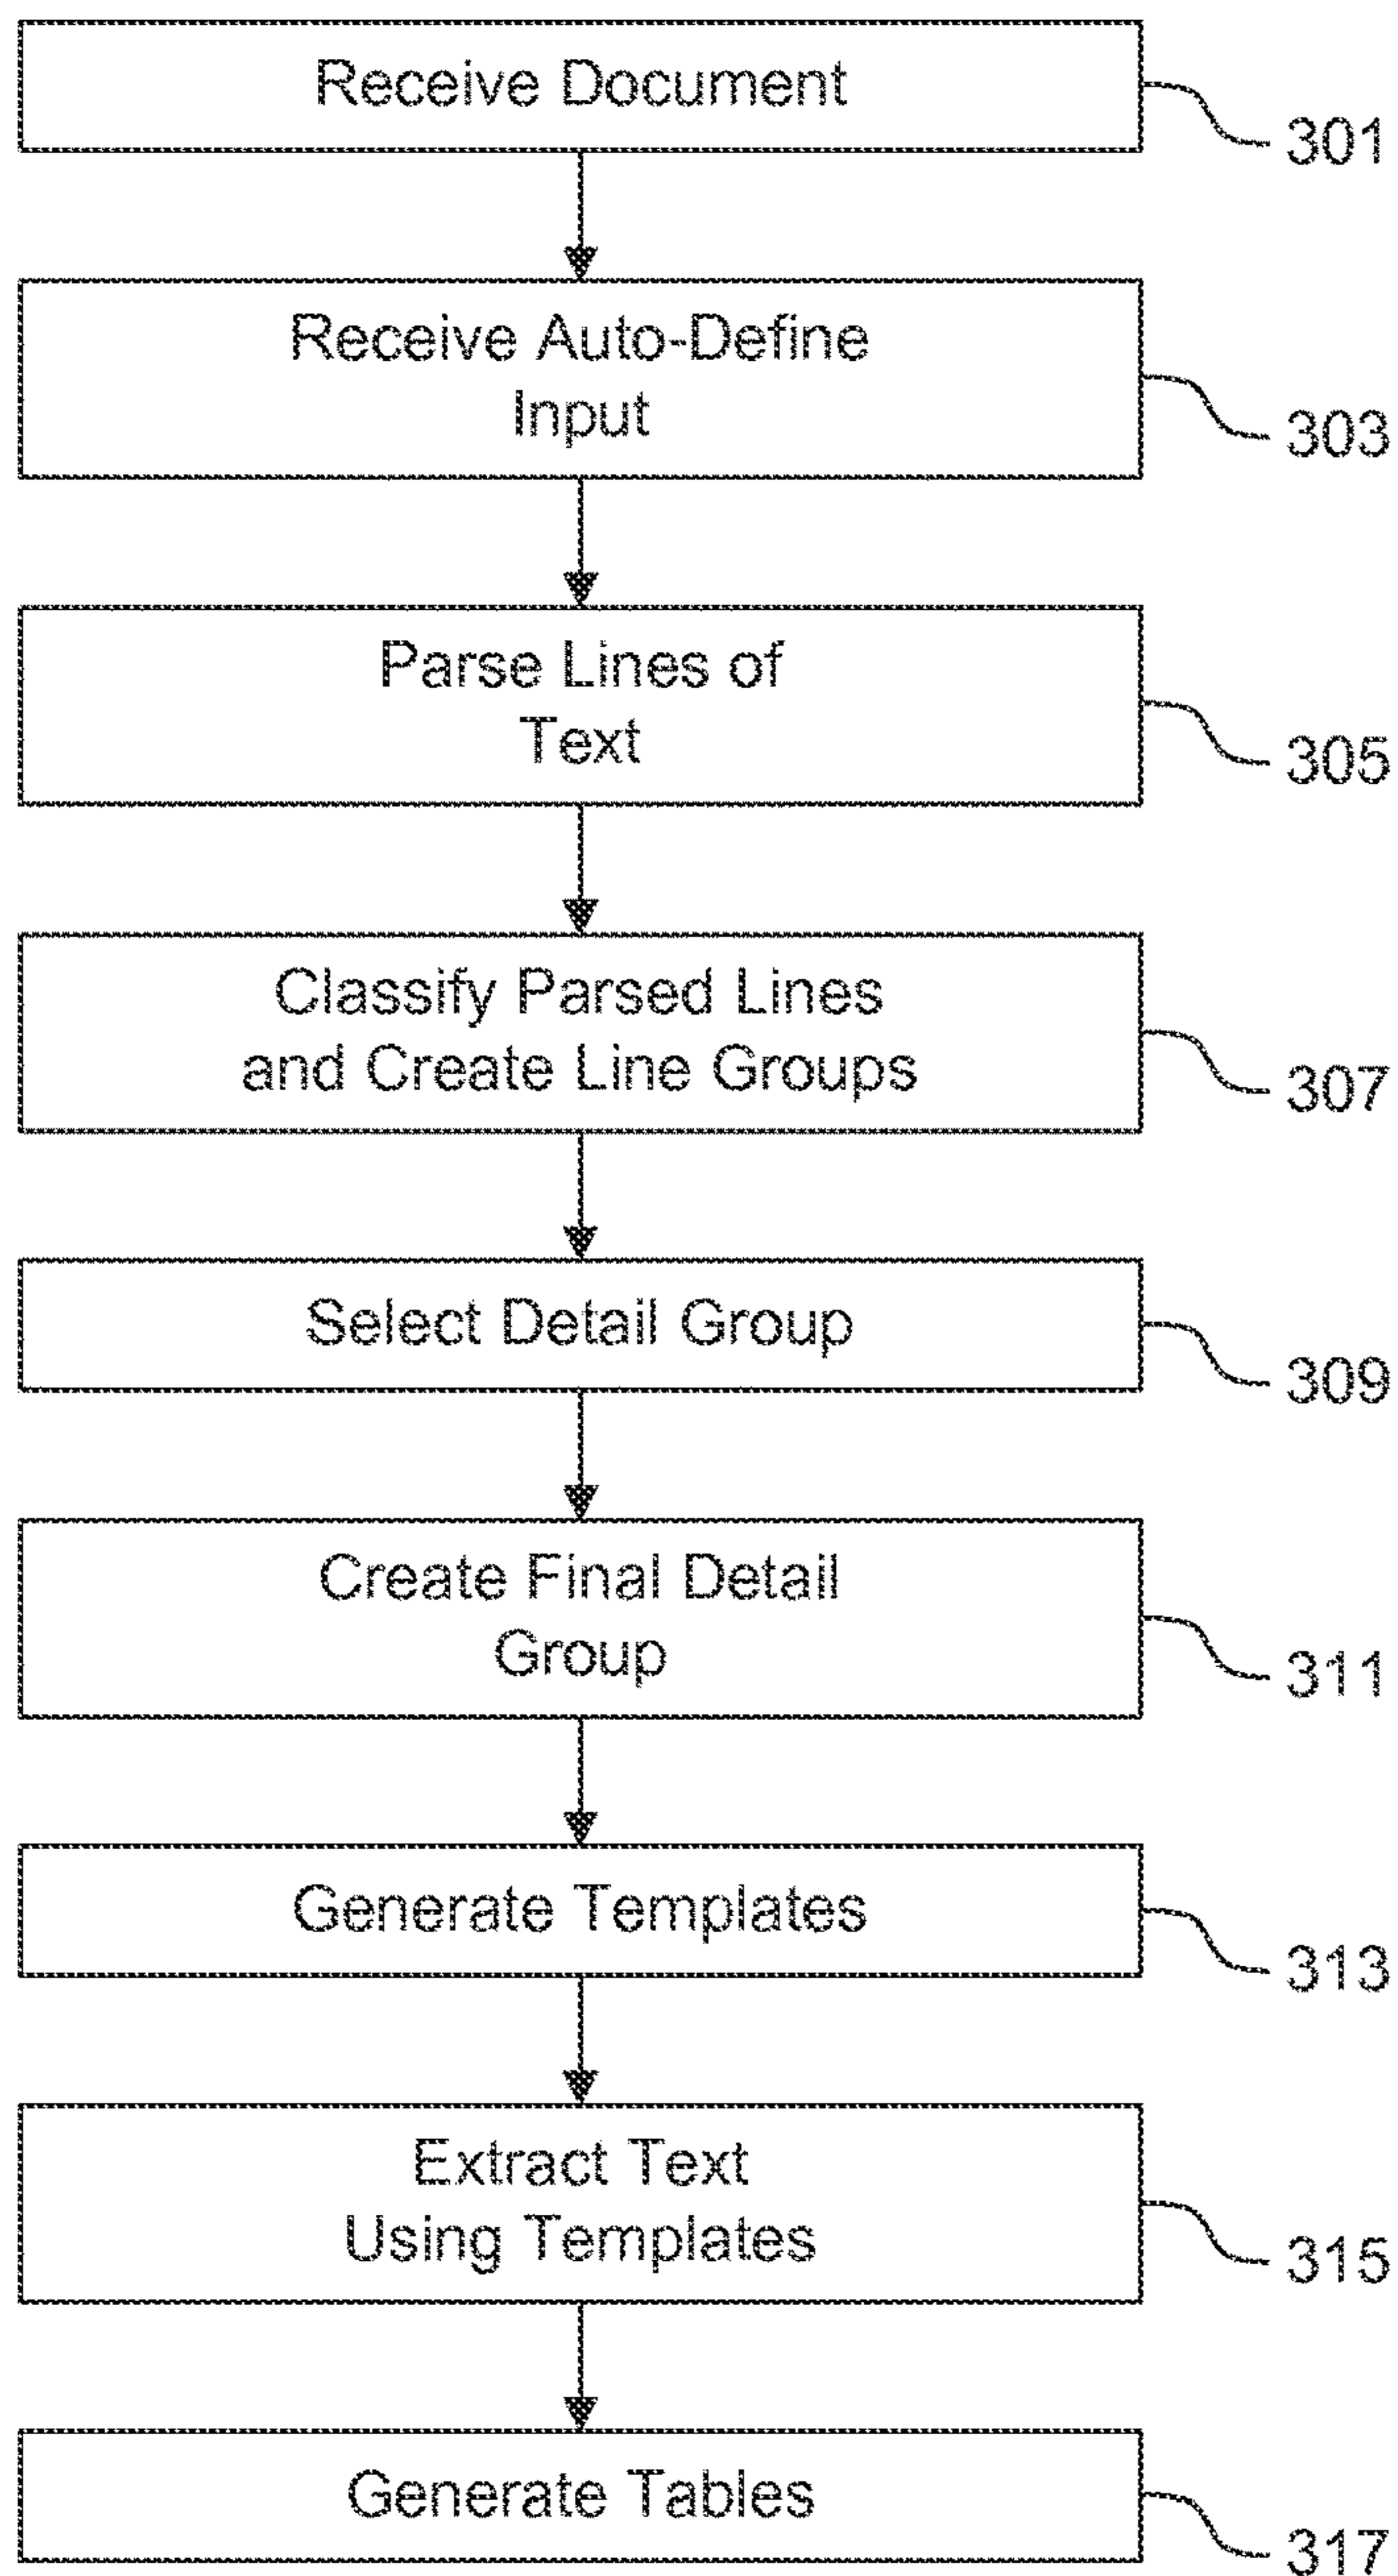 Receive Document
301
Receive Auto-Define
Input
303
Parse Lines of
Text
305
Classify Parsed Lines
and Create Line Groups
307
Select Detail Group
309
Create Final Detail
Group
311
Generate Templates
313
Extract Text
Using Templates
315
Generate Tables
317